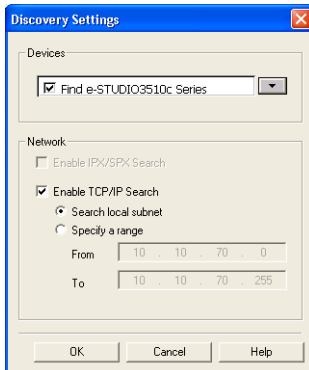 Discovery Settings
Devices
Find e-STUDIO3510c Series
Network
Enable IPX/SPX Search
Enable TCP/IP Search
Search local subnet
Specify a range
From 10 . 10 . 70 . 0
To 10 . 10 . 70 . 255
OK Cancel Help